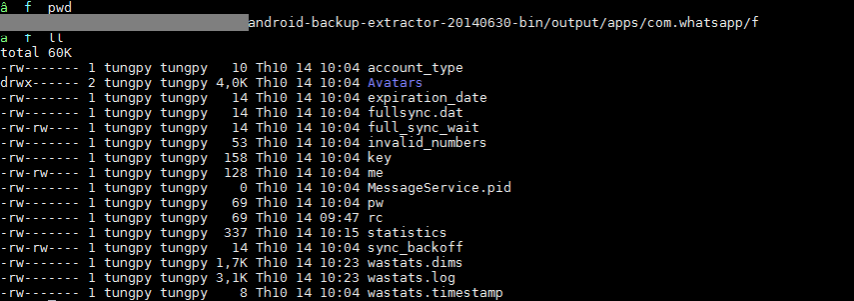 â f pwd
android-backup-extractor-20140630-bin/output/apps/com.whatsapp/f
â f ll
total 60K
-rw------- 1 tungpy tungpy 10 Th10 14 10:04 account_type
drwx------ 2 tungpy tungpy 4,0K Th10 14 10:04 Avatars
-rw------- 1 tungpy tungpy 14 Th10 14 10:04 expiration_date
-rw------- 1 tungpy tungpy 14 Th10 14 10:04 fullsync.dat
-rw-rw---- 1 tungpy tungpy 14 Th10 14 10:04 full_sync_wait
-rw------- 1 tungpy tungpy 53 Th10 14 10:04 invalid_numbers
-rw------- 1 tungpy tungpy 158 Th10 14 10:04 key
-rw-rw---- 1 tungpy tungpy 128 Th10 14 10:04 me
-rw------- 1 tungpy tungpy 0 Th10 14 10:04 MessageService.pid
-rw------- 1 tungpy tungpy 69 Th10 14 10:04 pw
-rw------- 1 tungpy tungpy 69 Th10 14 09:47 rc
-rw------- 1 tungpy tungpy 337 Th10 14 10:15 statistics
-rw-rw---- 1 tungpy tungpy 14 Th10 14 10:04 sync_backoff
-rw------- 1 tungpy tungpy 1,7K Th10 14 10:23 wastats.dims
-rw------- 1 tungpy tungpy 3,1K Th10 14 10:23 wastats.log
-rw------- 1 tungpy tungpy 8 Th10 14 10:04 wastats.timestamp